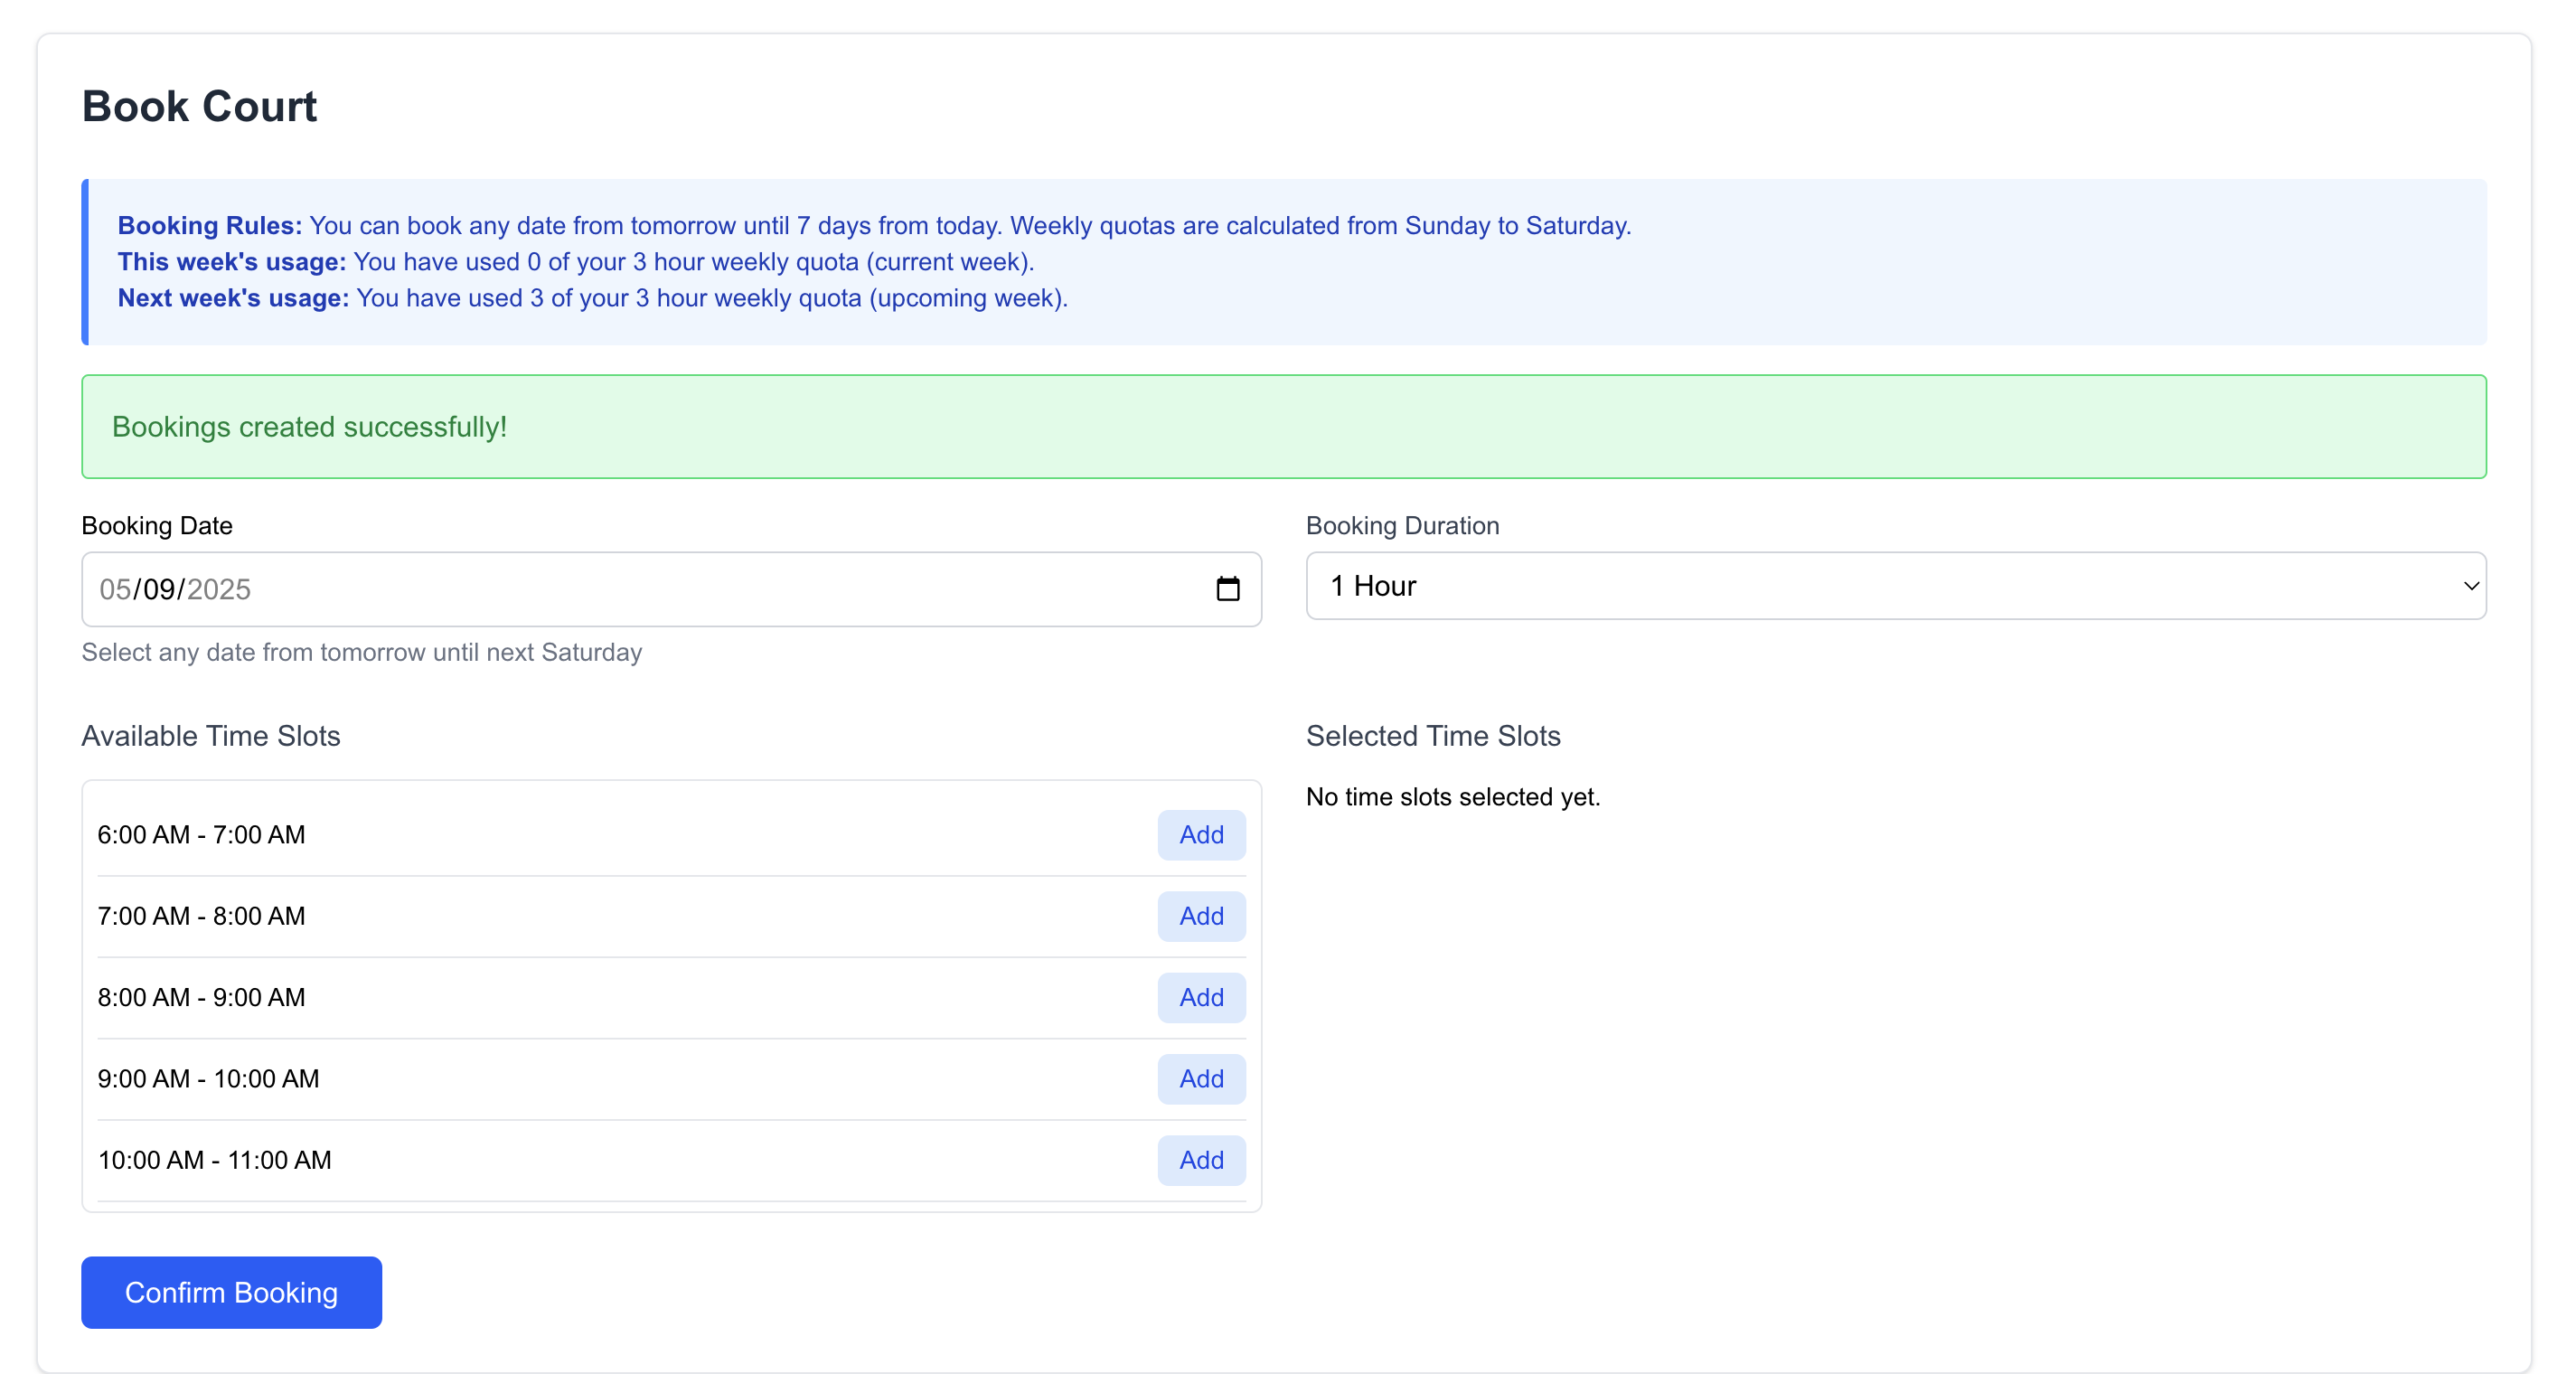 Book Court
Booking Rules: You can book any date from tomorrow until 7 days from today. Weekly quotas are calculated from Sunday to Saturday.
This week's usage: You have used 0 of your 3 hour weekly quota (current week).
Next week's usage: You have used 3 of your 3 hour weekly quota (upcoming week).
Bookings created successfully!
Booking Date
05/09/2025
Select any date from tomorrow until next Saturday
Booking Duration
1 Hour
Available Time Slots
6:00 AM - 7:00 AM Add
7:00 AM - 8:00 AM Add
8:00 AM - 9:00 AM Add
9:00 AM - 10:00 AM Add
10:00 AM - 11:00 AM Add
Selected Time Slots
No time slots selected yet.
Confirm Booking